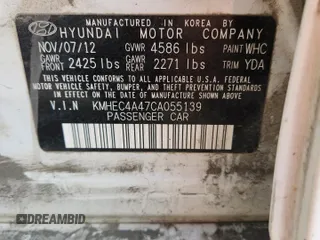 MANUFACTURED IN KOREA
HYUNDAI MOTOR COMPANY
NOV/07/12 GVWR 4586 lbs PAINT WHC
GAWR FRONT 2425 lbs GAWR REAR 2271 lbs TRIM YDA
THIS VEHICLE CONFORMS TO ALL APPLICABLE U.S. FEDERAL MOTOR
VEHICLE SAFETY, BUMPER, AND THEFT PREVENTION STANDARDS
IN EFFECT ON THE DATE OF MANUFACTURE SHOWN ABOVE.
V.I.N KMHEC4A47CA055139
PASSENGER CAR
DREAMBID